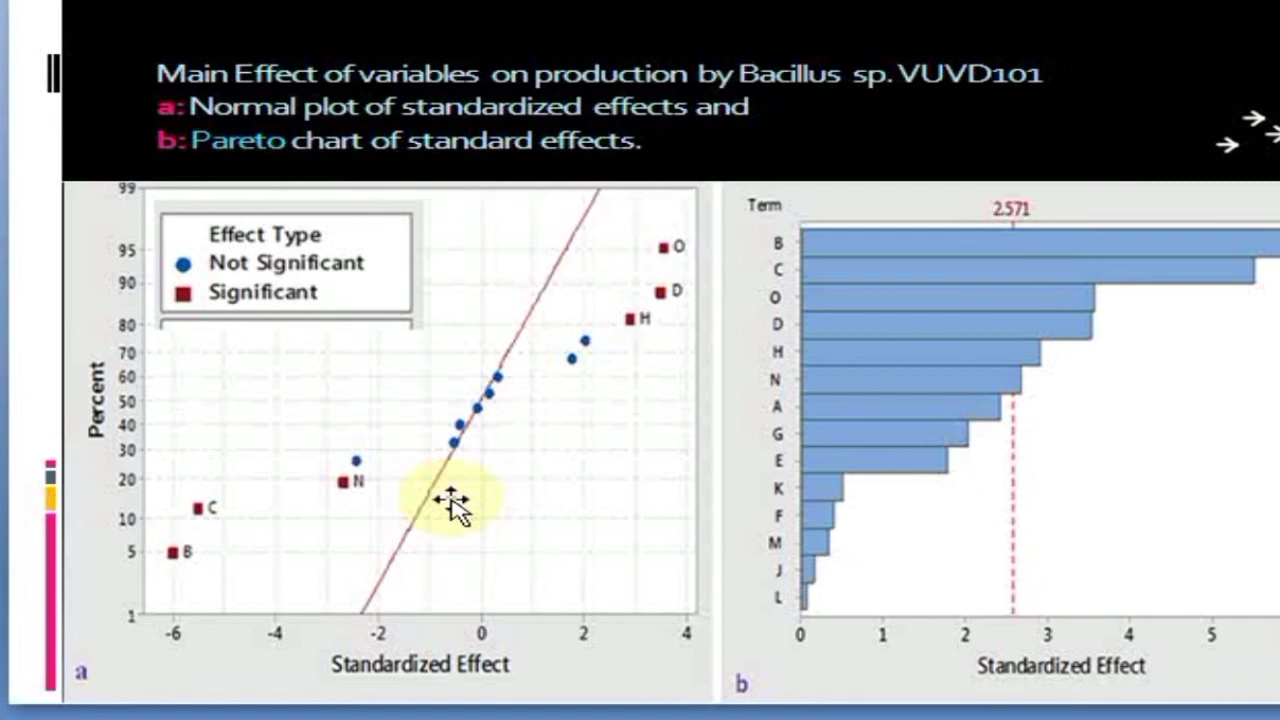 Main Effect of variables on production by Bacillus sp. VUVD101
a: Normal plot of standardized effects and
b: Pareto chart of standard effects.
99
95
90
80
70
60
50
40
30
20
10
5
1
Percent
Effect Type
Not Significant
Significant
O
D
H
N
C
B
-6 -4 -2 0 2 4
Standardized Effect
a
Term
2.571
B
C
O
D
H
N
A
G
E
K
F
M
J
L
0 1 2 3 4 5
Standardized Effect
b